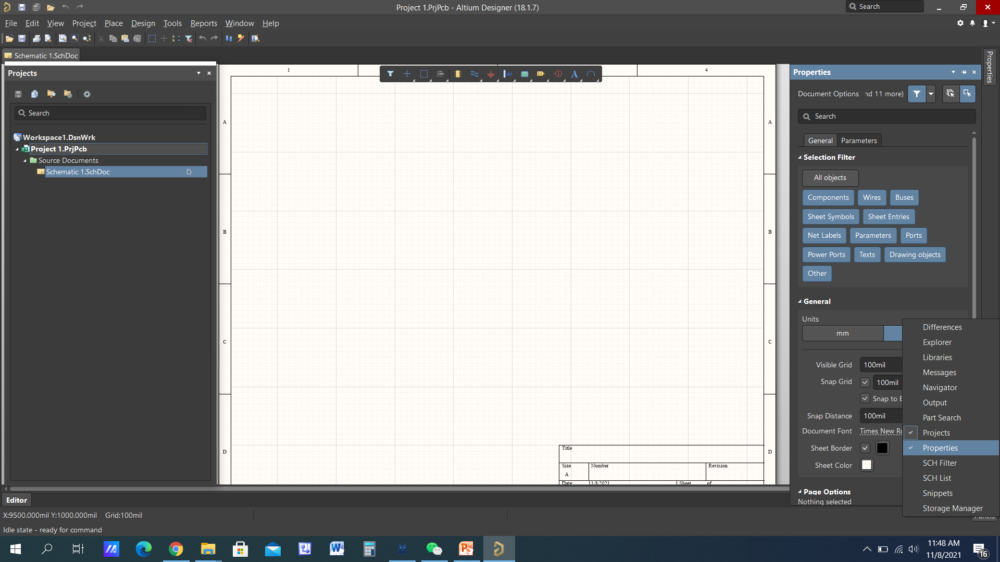 Project 1.PrjPcb - Altium Designer (18.1.7)
Search
File Edit View Project Place Design Tools Reports Window Help
Schematic 1.SchDoc
Projects
Search
Workspace1.DsnWrk
Project 1.PrjPcb
Source Documents
Schematic 1.SchDoc
1 4
A A
B B
C C
D D
Title
Size Number Revision
A
Date: 11/8/2021 Sheet of
Properties
Properties
Document Options nd 11 more)
Search
General Parameters
Selection Filter
All objects
Components Wires Buses
Sheet Symbols Sheet Entries
Net Labels Parameters Ports
Power Ports Texts Drawing objects
Other
General
Units
mm
Visible Grid 100mil
Snap Grid 100mil
Snap to E
Snap Distance 100mil
Document Font Times New Ro
Sheet Border
Sheet Color
Page Options
Nothing selected
Differences
Explorer
Libraries
Messages
Navigator
Output
Part Search
Projects
Properties
SCH Filter
SCH List
Snippets
Storage Manager
Panels
Editor
X:9500.000mil Y:1000.000mil Grid:100mil
Idle state - ready for command
11:48 AM
11/8/2021
16